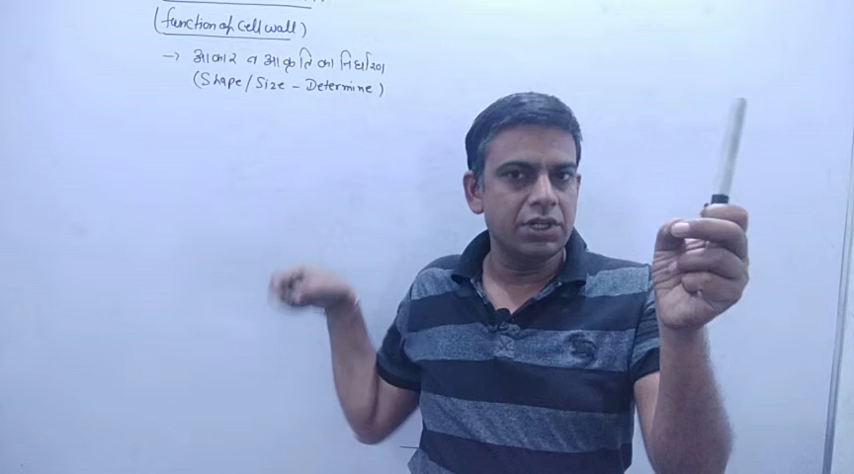 (function of cell wall)
→ आकार व आकृति का निर्धारण
(Shape/Size - Determine)